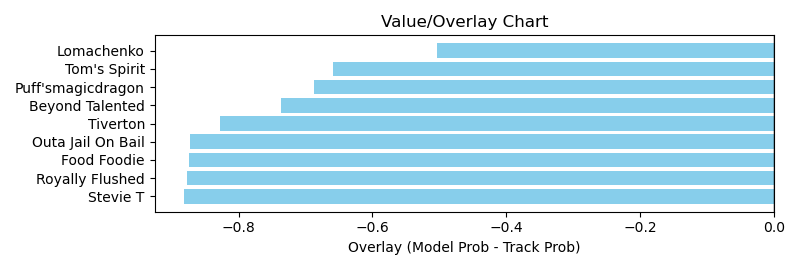 Value/Overlay Chart
Lomachenko
Tom's Spirit
Puff'smagicdragon
Beyond Talented
Tiverton
Outa Jail On Bail
Food Foodie
Royally Flushed
Stevie T
−0.8 −0.6 −0.4 −0.2 0.0
Overlay (Model Prob - Track Prob)